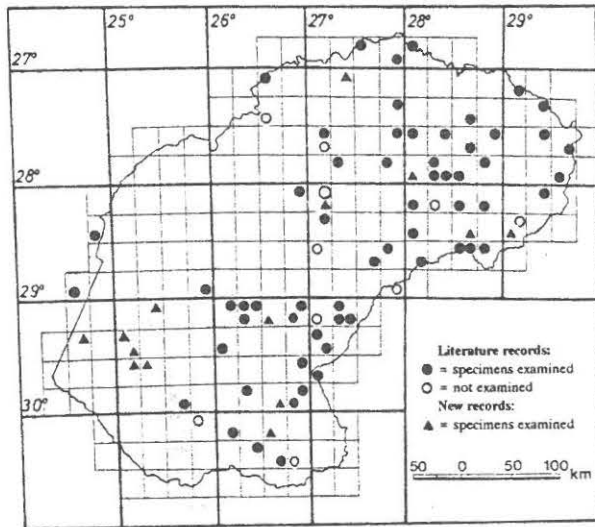 25° 26° 27° 28° 29°
27°
28°
29°
30°
Literature records:
= specimens examined
= not examined
New records:
= specimens examined
50 0 50 100
km